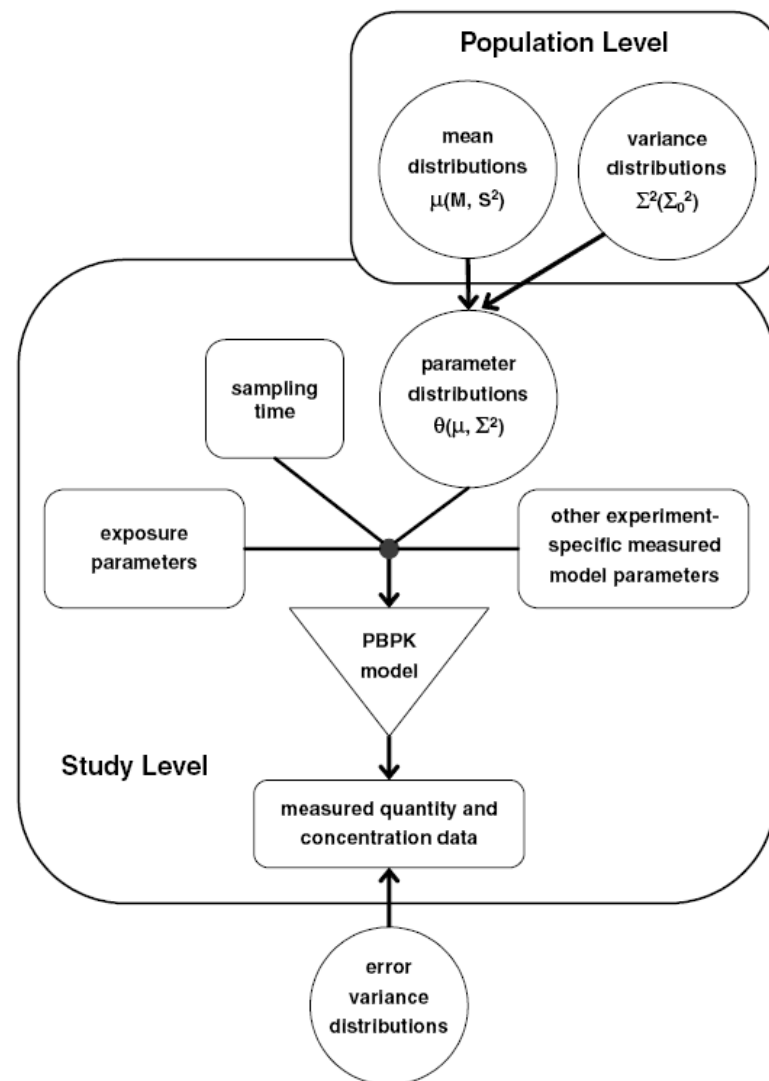 Population Level
mean
distributions
μ(M, S²)
variance
distributions
Σ²(Σ₀²)
sampling
time
parameter
distributions
θ(μ, Σ²)
exposure
parameters
other experiment-
specific measured
model parameters
PBPK
model
Study Level
measured quantity and
concentration data
error
variance
distributions